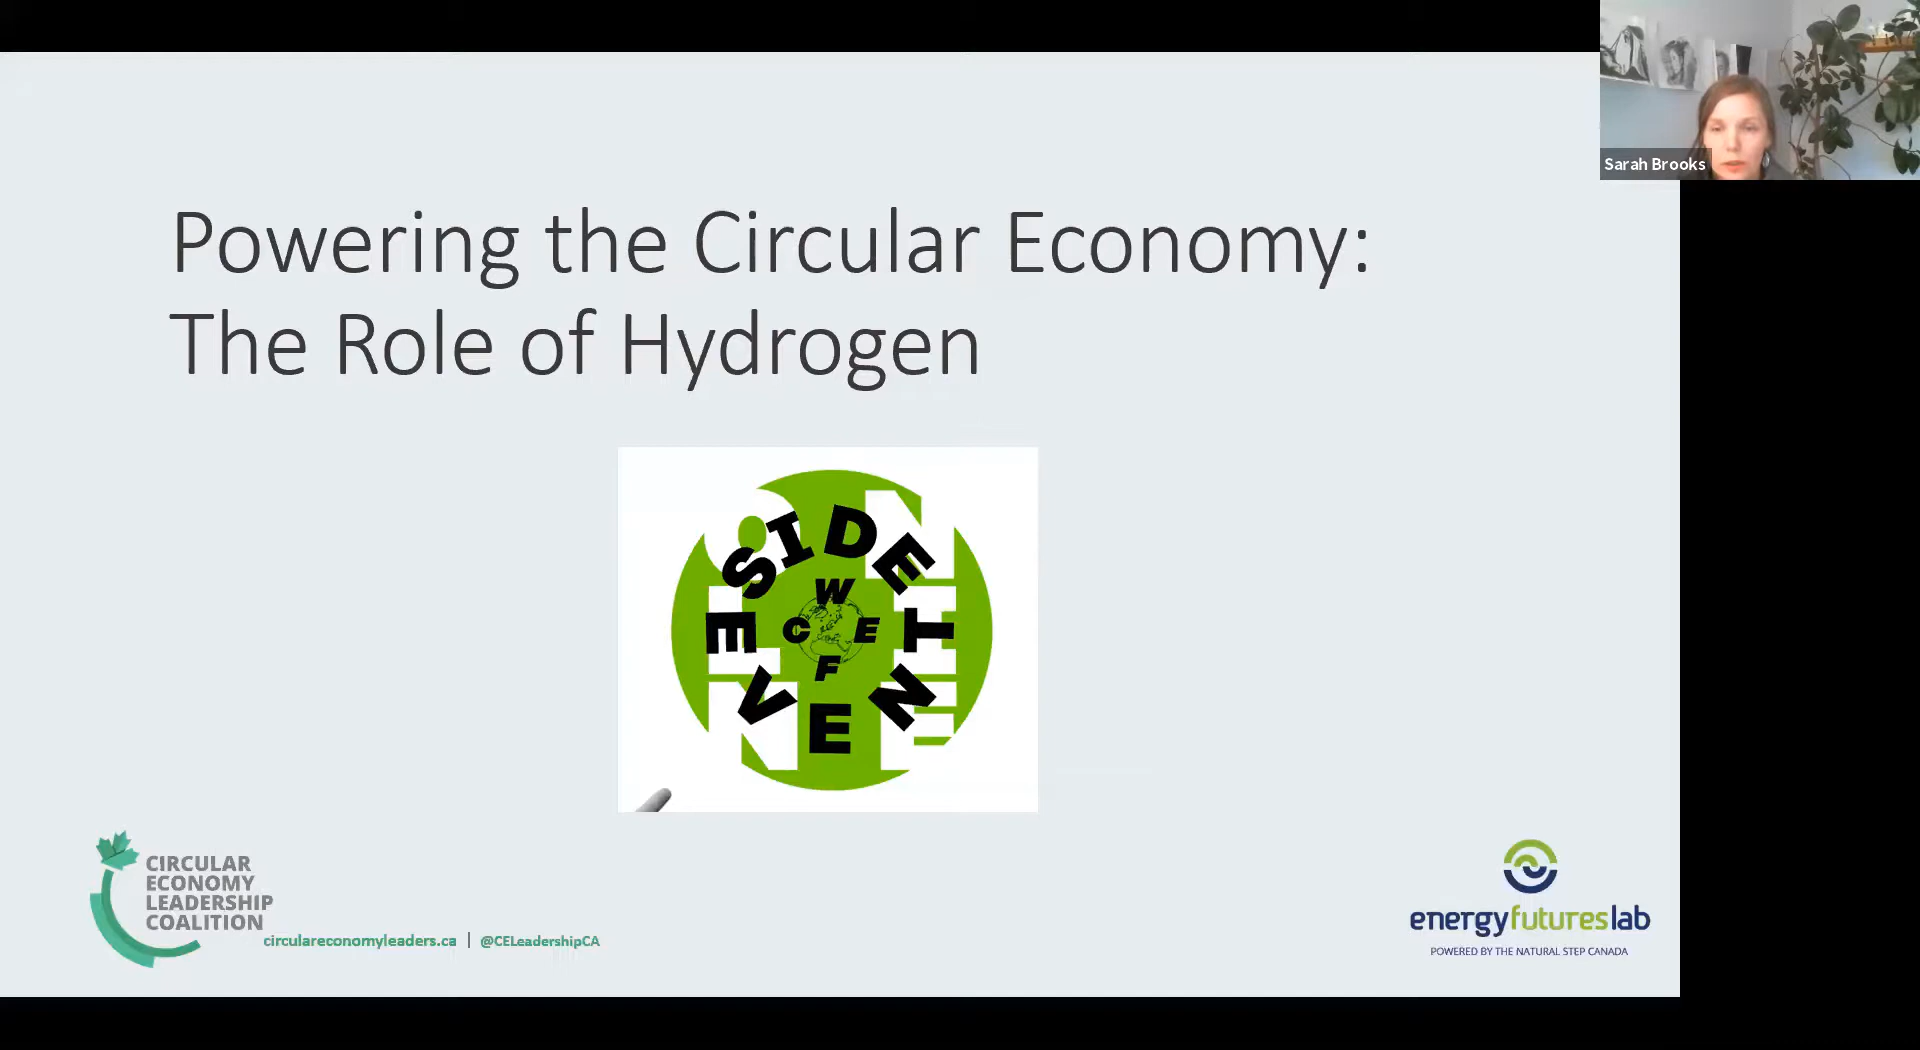 Sarah Brooks
Powering the Circular Economy:
The Role of Hydrogen
SIDE EVENT
WCEF
CIRCULAR
ECONOMY
LEADERSHIP
COALITION
circulareconomyleaders.ca | @CELeadershipCA
energyfutureslab
POWERED BY THE NATURAL STEP CANADA